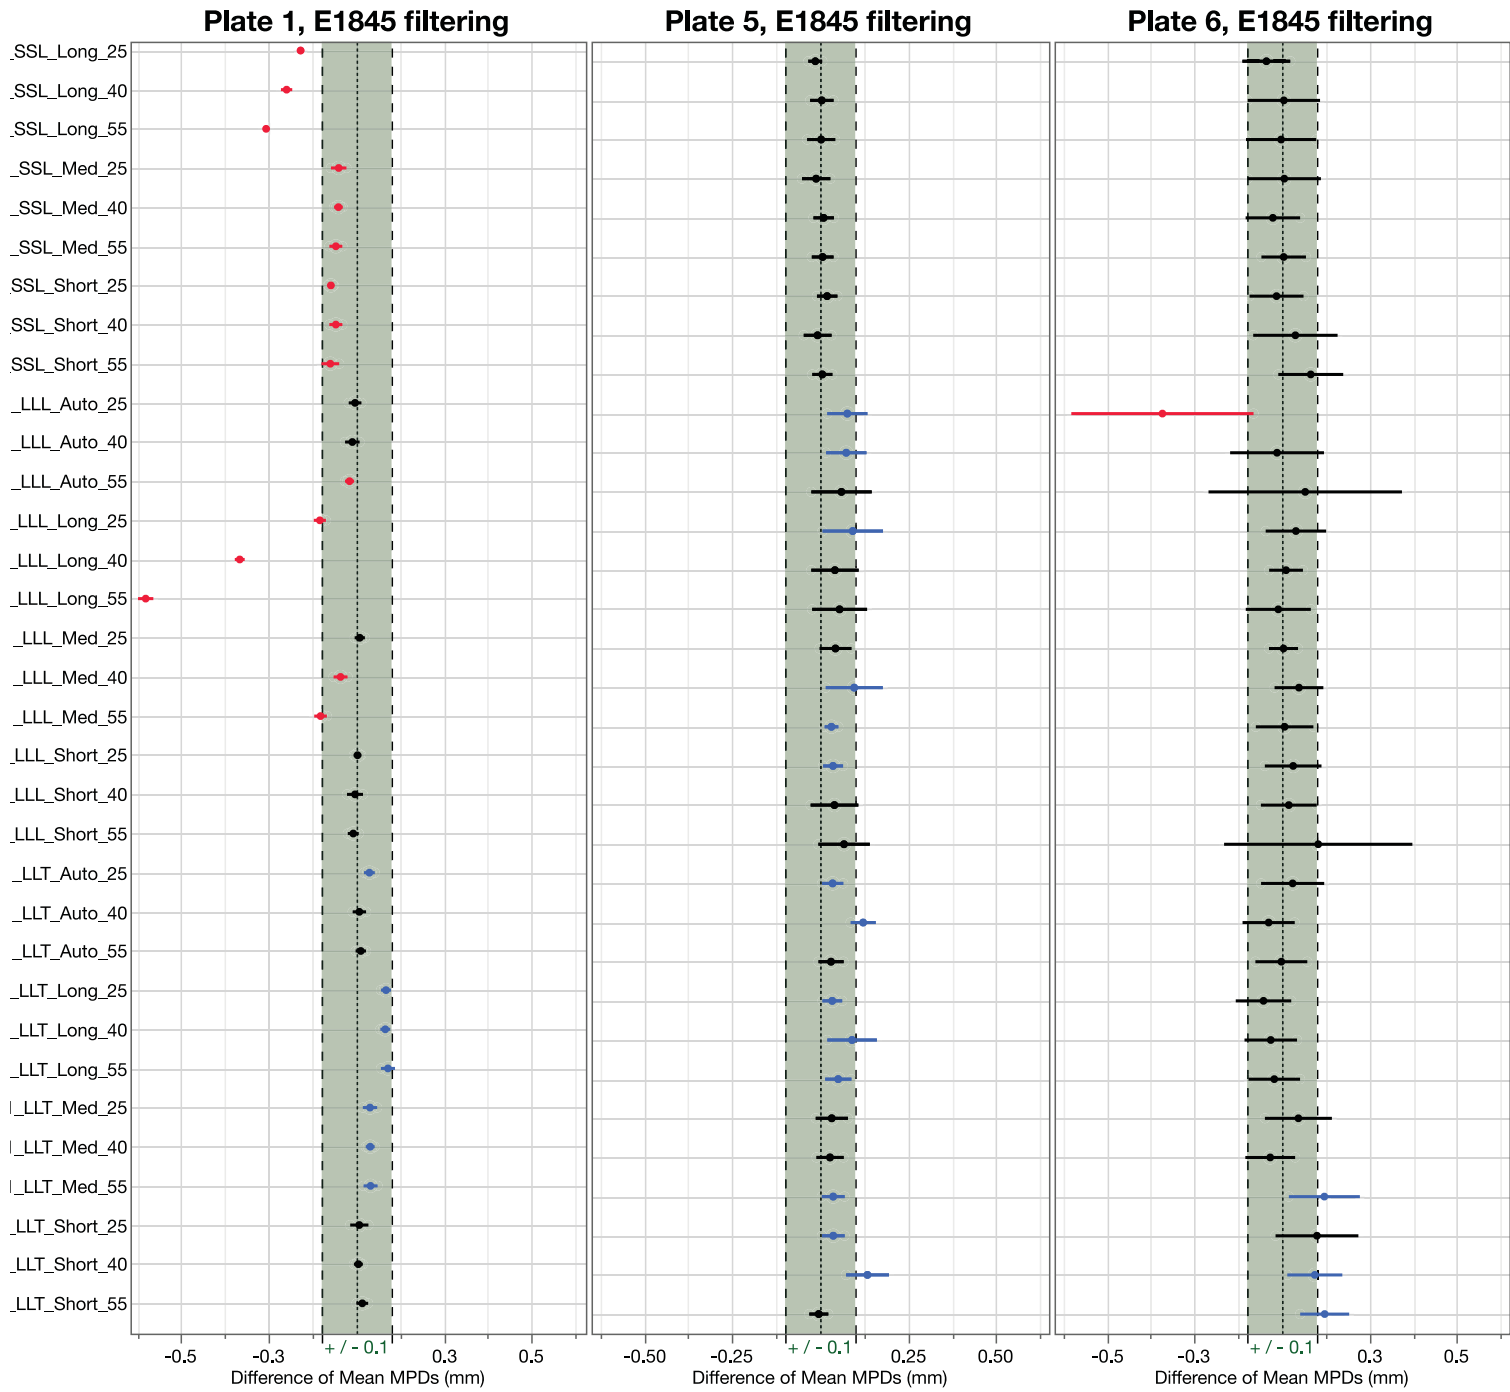 Plate 1, E1845 filtering
Plate 5, E1845 filtering
Plate 6, E1845 filtering
_SSL_Long_25
_SSL_Long_40
_SSL_Long_55
_SSL_Med_25
_SSL_Med_40
_SSL_Med_55
_SSL_Short_25
_SSL_Short_40
_SSL_Short_55
_LLL_Auto_25
_LLL_Auto_40
_LLL_Auto_55
_LLL_Long_25
_LLL_Long_40
_LLL_Long_55
_LLL_Med_25
_LLL_Med_40
_LLL_Med_55
_LLL_Short_25
_LLL_Short_40
_LLL_Short_55
_LLT_Auto_25
_LLT_Auto_40
_LLT_Auto_55
_LLT_Long_25
_LLT_Long_40
_LLT_Long_55
_LLT_Med_25
_LLT_Med_40
_LLT_Med_55
_LLT_Short_25
_LLT_Short_40
_LLT_Short_55
-0.5 -0.3 + / - 0.1 0.3 0.5
-0.50 -0.25 + / - 0.1 0.25 0.50
-0.5 -0.3 + / - 0.1 0.3 0.5
Difference of Mean MPDs (mm)
Difference of Mean MPDs (mm)
Difference of Mean MPDs (mm)